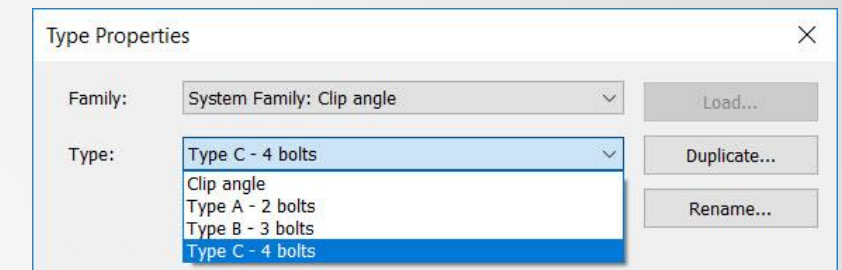 Type Properties
Family: System Family: Clip angle Load...
Type: Type C - 4 bolts Duplicate...
Clip angle
Type A - 2 bolts
Rename...
Type B - 3 bolts
Type C - 4 bolts